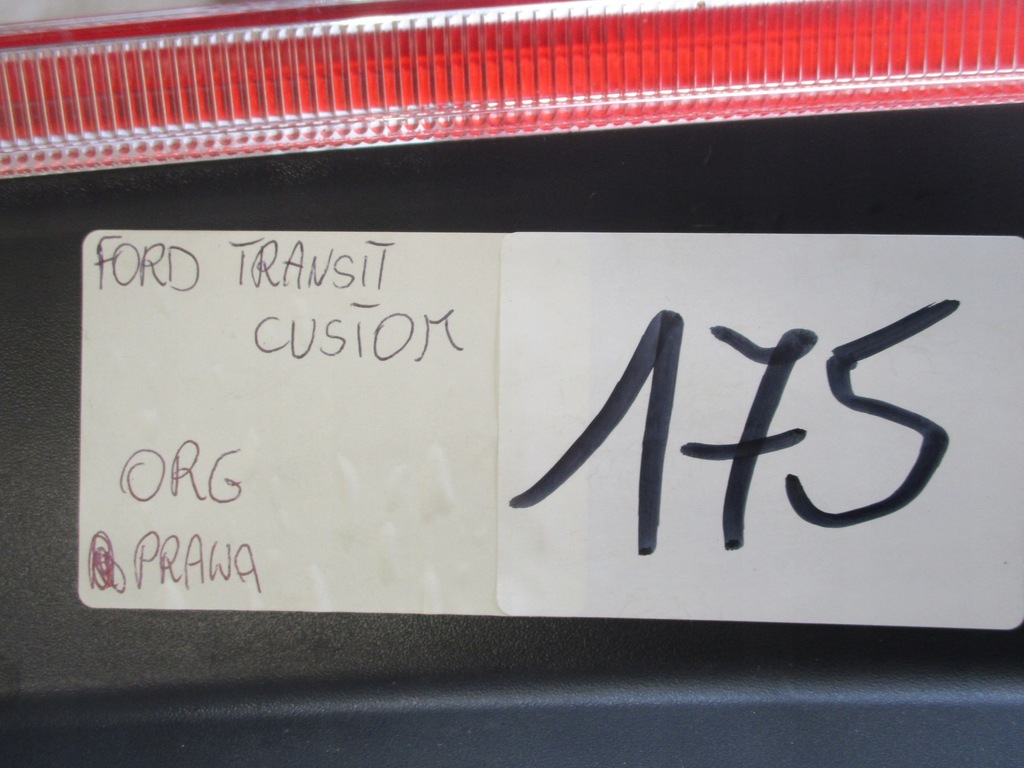 FORD TRANSIT
CUSTOM
ORG
PRAWA
175